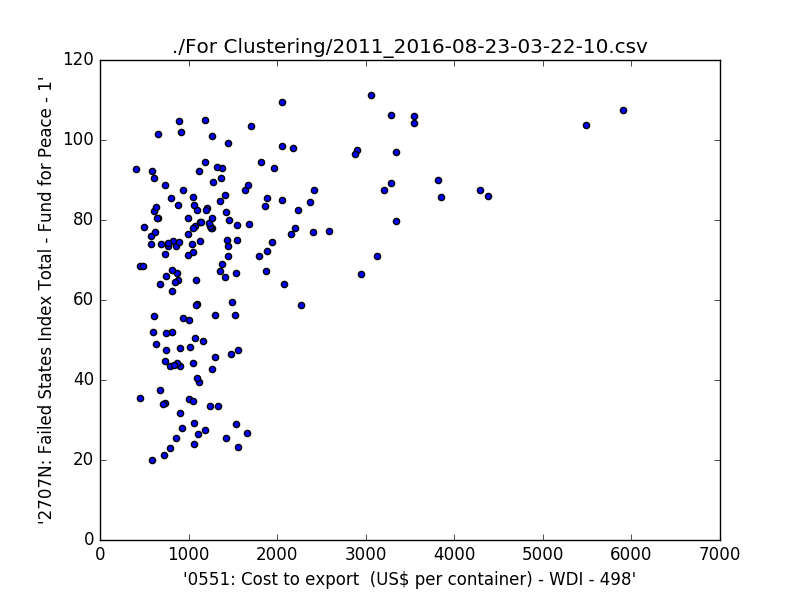 ./For Clustering/2011_2016-08-23-03-22-10.csv
120
100
80
60
40
20
0
'2707N: Failed States Index Total - Fund for Peace - 1'
0 1000 2000 3000 4000 5000 6000 7000
'0551: Cost to export  (US$ per container) - WDI - 498'